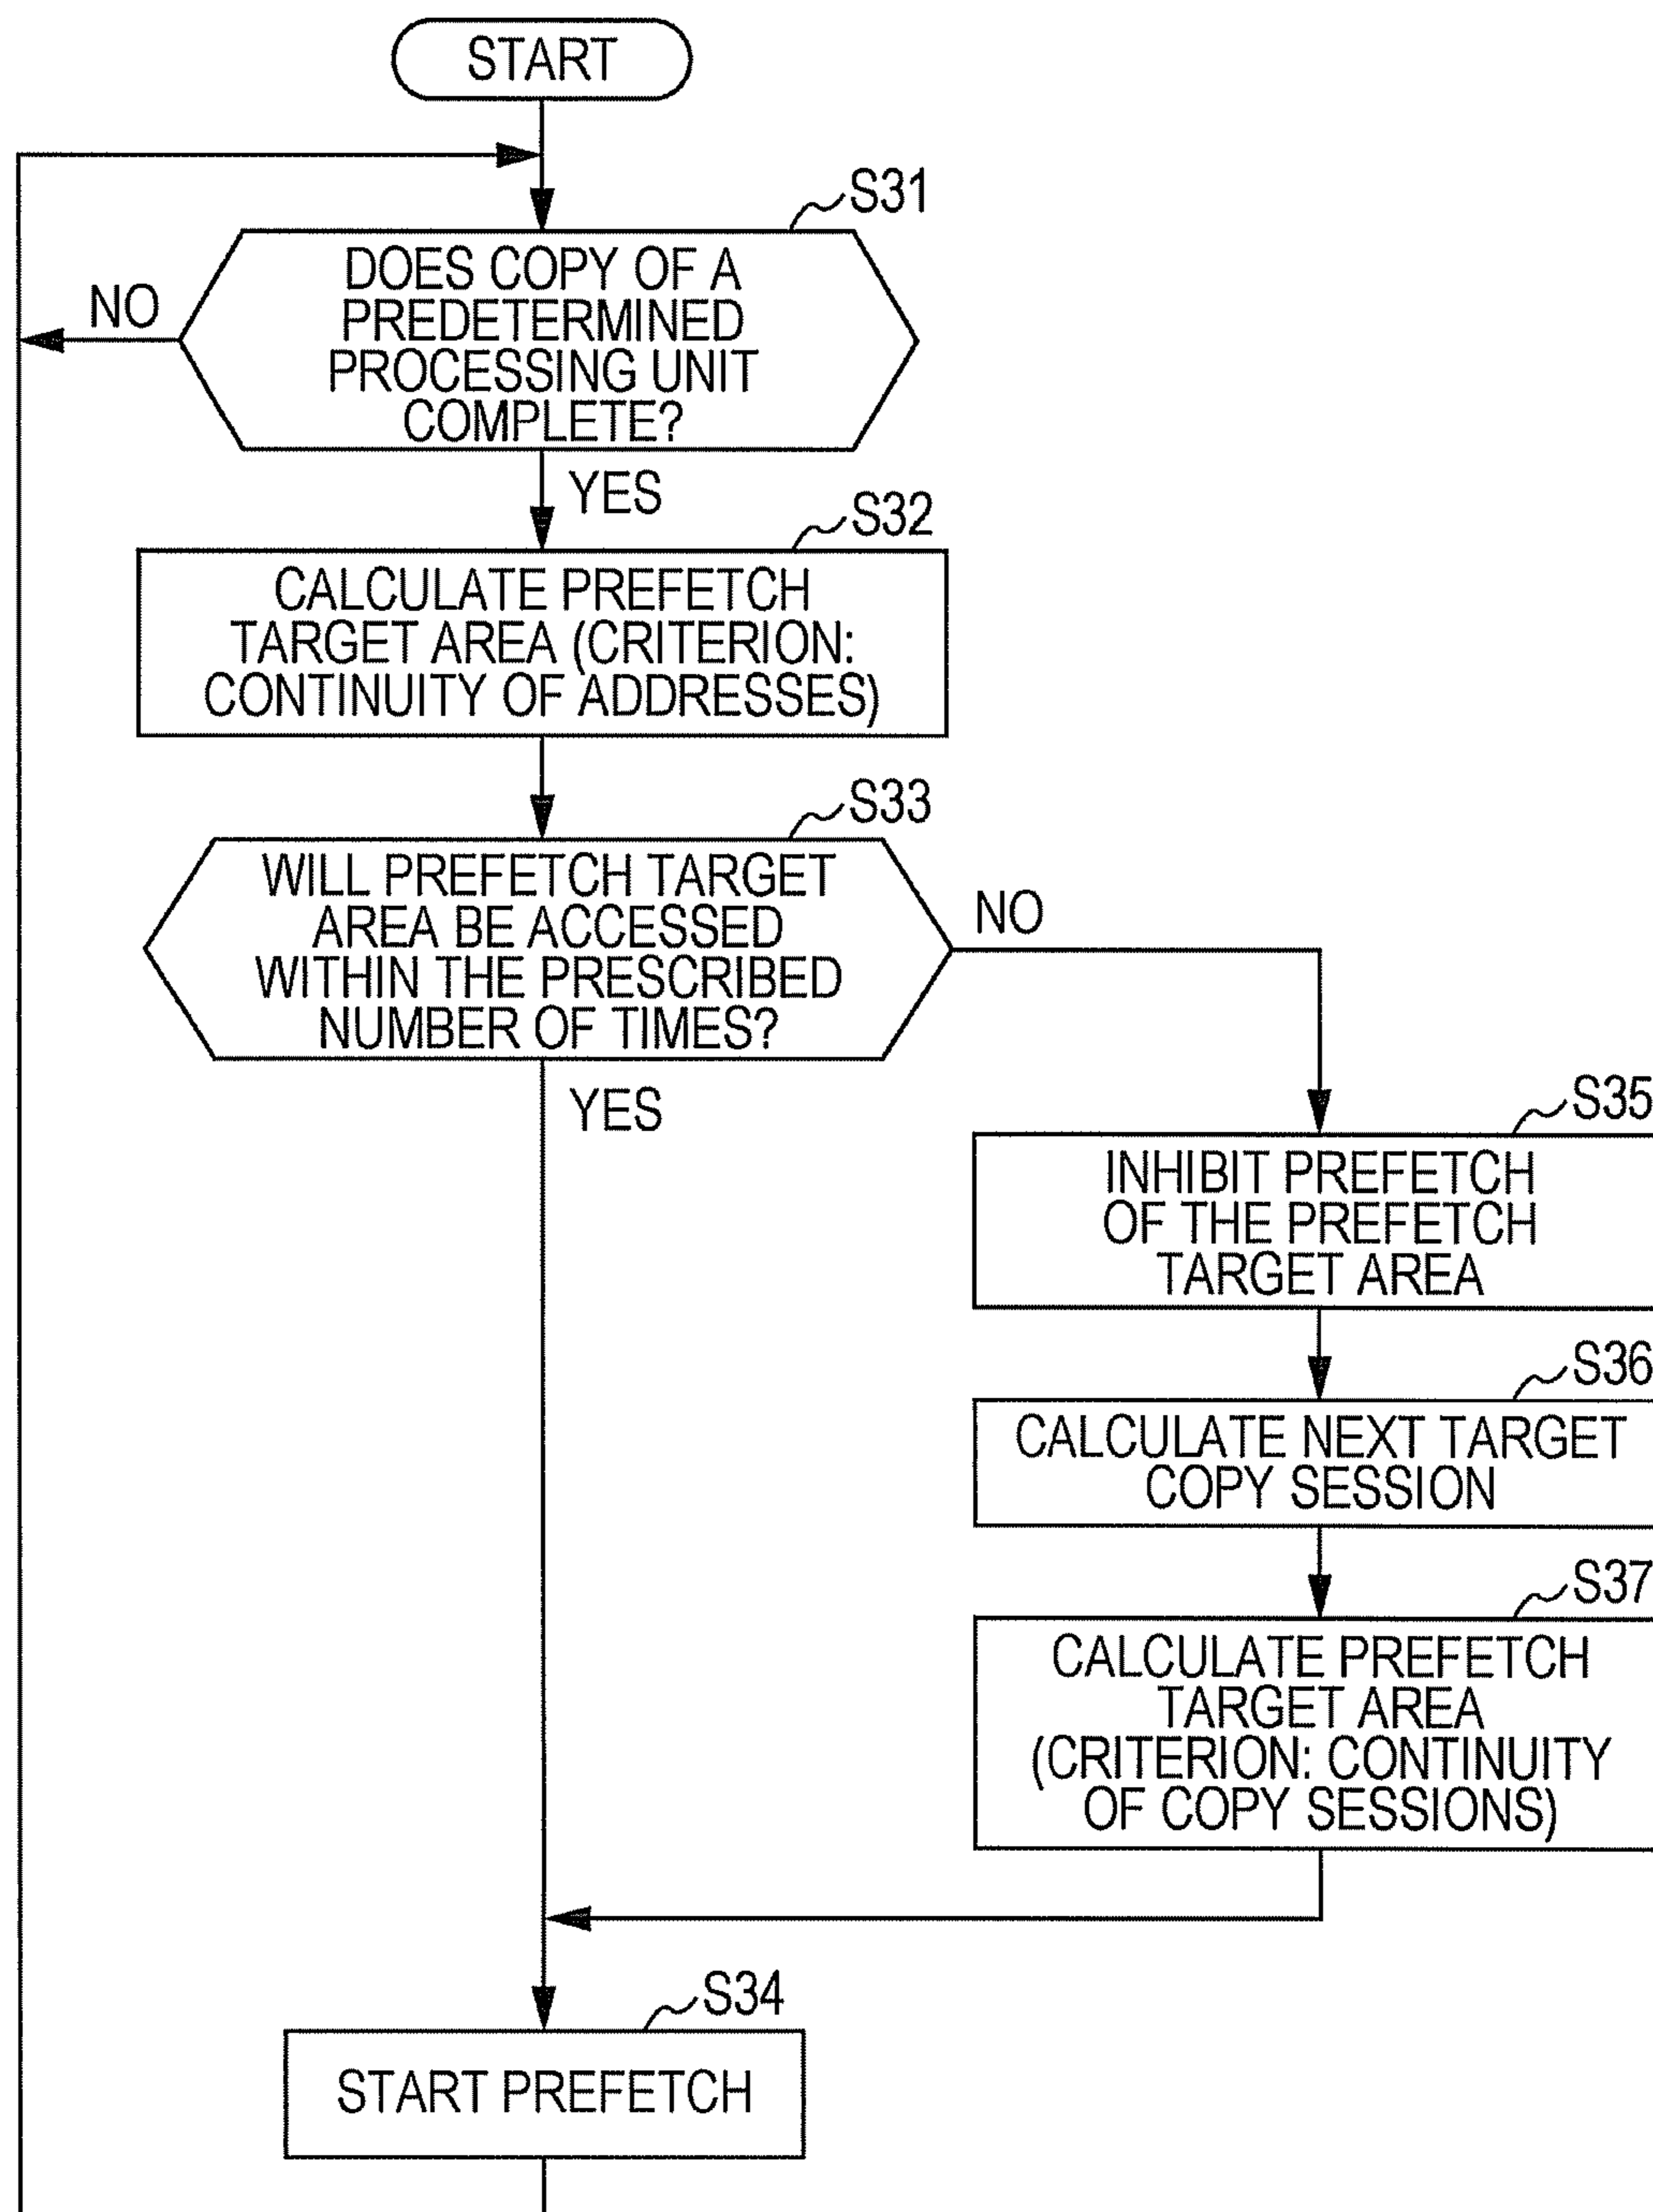 START
S31
DOES COPY OF A
PREDETERMINED
PROCESSING UNIT
COMPLETE?
NO
YES
S32
CALCULATE PREFETCH
TARGET AREA (CRITERION:
CONTINUITY OF ADDRESSES)
S33
WILL PREFETCH TARGET
AREA BE ACCESSED
WITHIN THE PRESCRIBED
NUMBER OF TIMES?
NO
YES
S35
INHIBIT PREFETCH
OF THE PREFETCH
TARGET AREA
S36
CALCULATE NEXT TARGET
COPY SESSION
S37
CALCULATE PREFETCH
TARGET AREA
(CRITERION: CONTINUITY
OF COPY SESSIONS)
S34
START PREFETCH